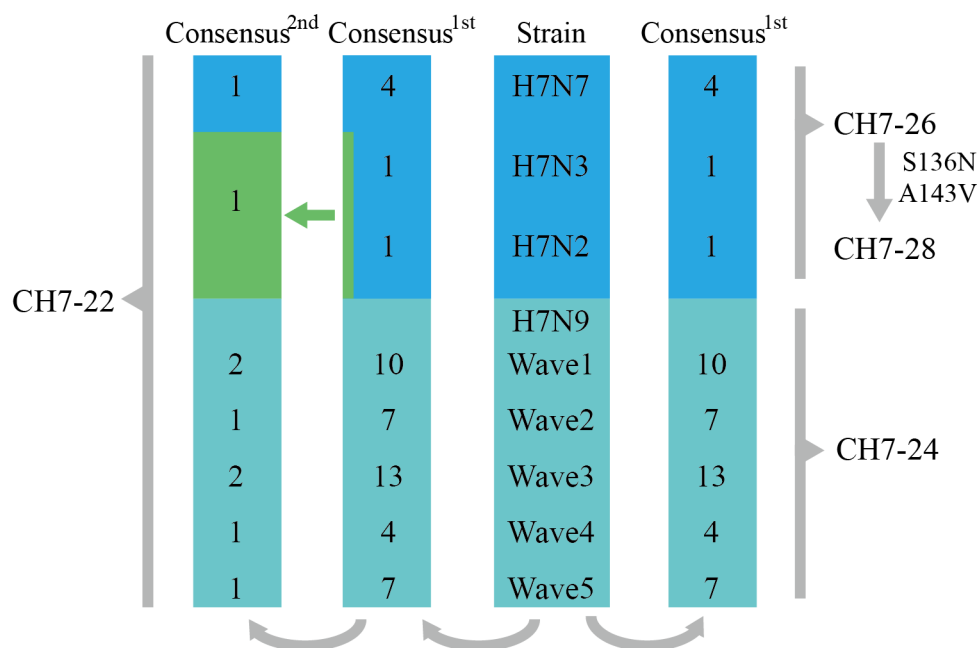 Consensus2nd Consensus1st Strain Consensus1st
1 4 H7N7 4
CH7-26
1 H7N3 1
S136N
1
A143V
1 H7N2 1
CH7-28
CH7-22
H7N9
2 10 Wave1 10
1 7 Wave2 7
CH7-24
2 13 Wave3 13
1 4 Wave4 4
1 7 Wave5 7